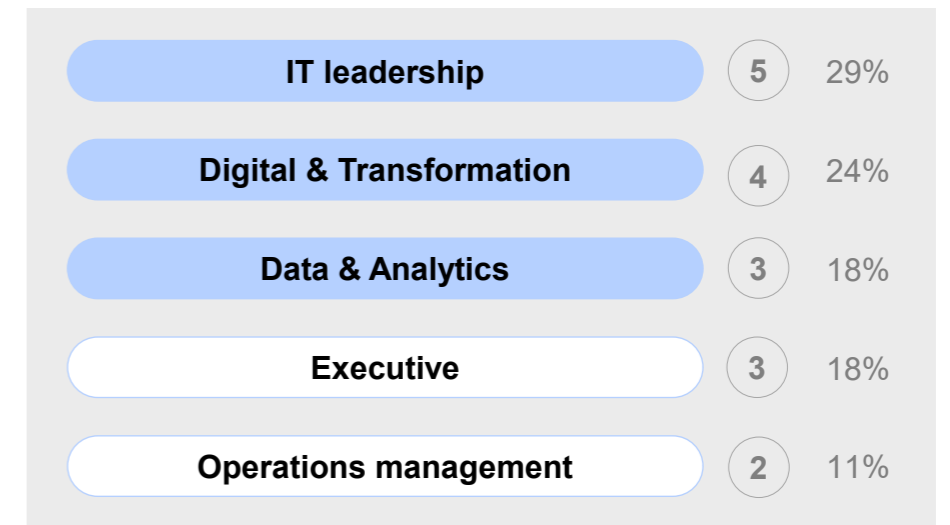 IT leadership 5 29%
Digital & Transformation 4 24%
Data & Analytics 3 18%
Executive 3 18%
Operations management 2 11%